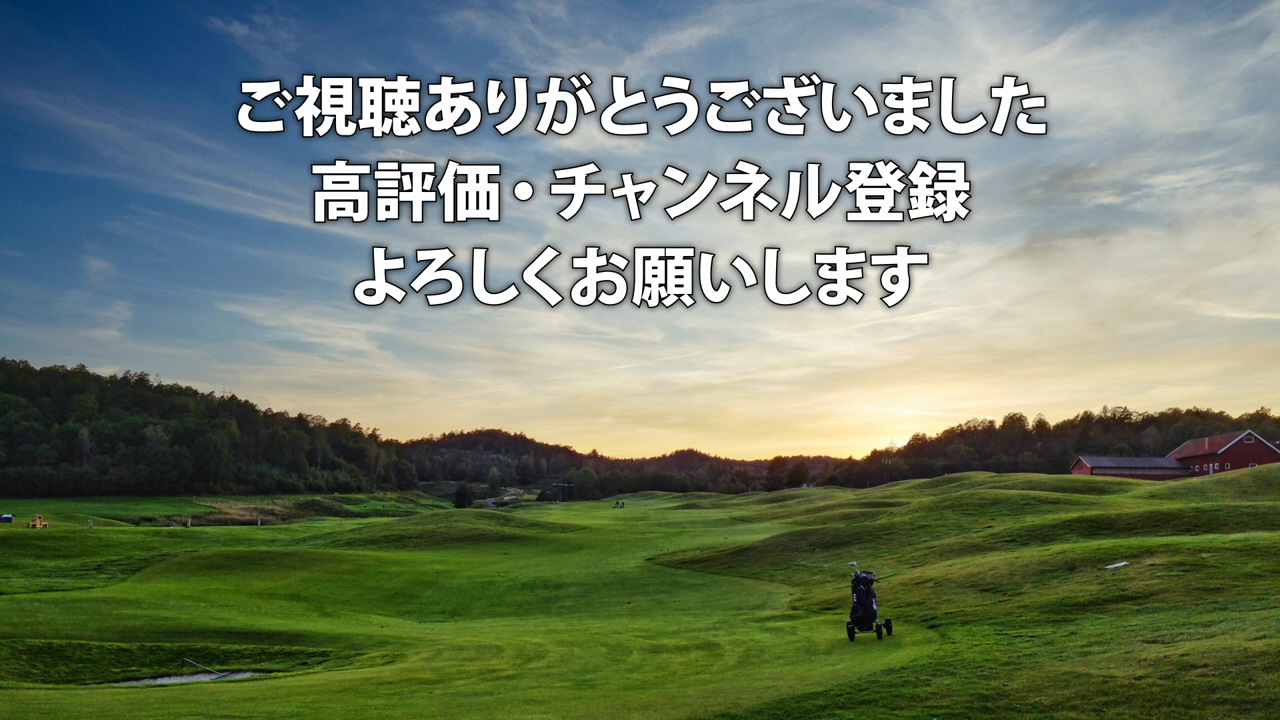 ご視聴ありがとうございました
高評価・チャンネル登録
よろしくお願いします